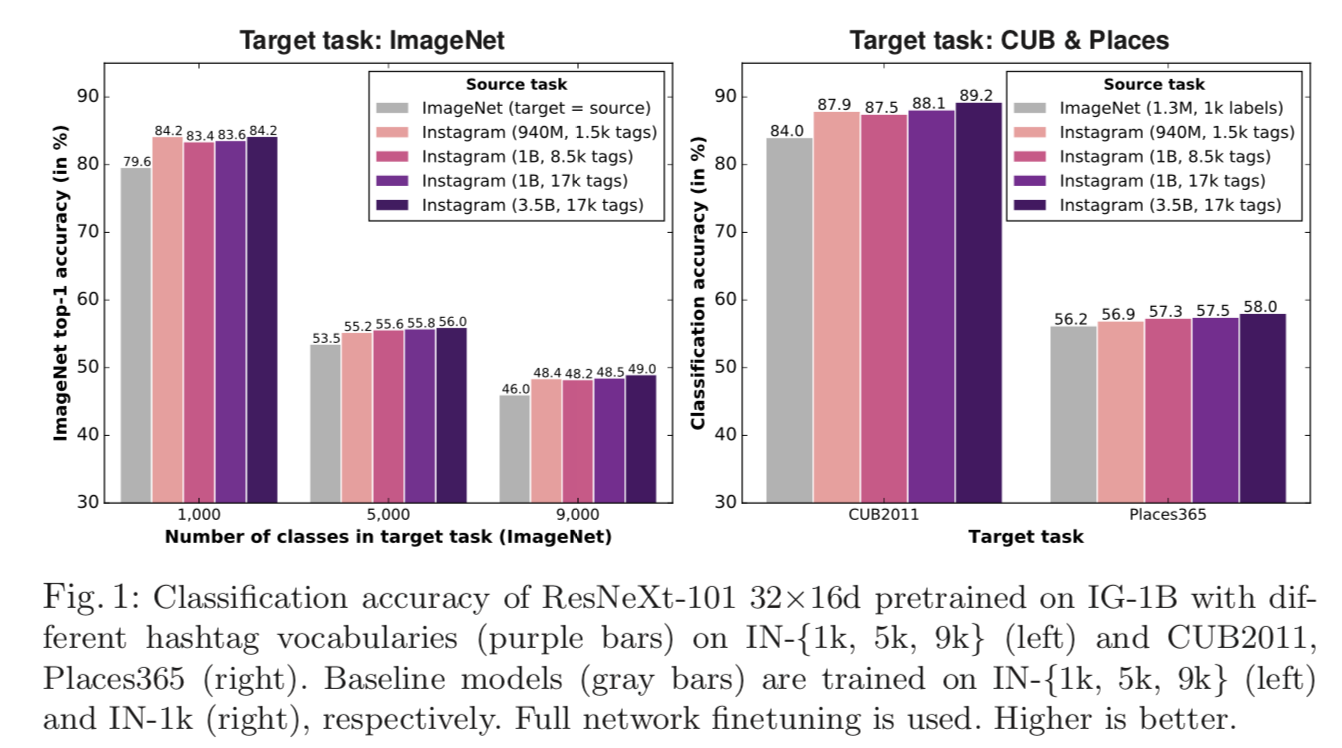 Target task: ImageNet
ImageNet top-1 accuracy (in %)
90
80
70
60
50
40
30
Source task
ImageNet (target = source)
Instagram (940M, 1.5k tags)
Instagram (1B, 8.5k tags)
Instagram (1B, 17k tags)
Instagram (3.5B, 17k tags)
79.6 84.2 83.4 83.6 84.2
53.5 55.2 55.6 55.8 56.0
46.0 48.4 48.2 48.5 49.0
1,000 5,000 9,000
Number of classes in target task (ImageNet)
Target task: CUB & Places
Classification accuracy (in %)
90
80
70
60
50
40
30
Source task
ImageNet (1.3M, 1k labels)
Instagram (940M, 1.5k tags)
Instagram (1B, 8.5k tags)
Instagram (1B, 17k tags)
Instagram (3.5B, 17k tags)
84.0 87.9 87.5 88.1 89.2
56.2 56.9 57.3 57.5 58.0
CUB2011 Places365
Target task
Fig. 1: Classification accuracy of ResNeXt-101 32×16d pretrained on IG-1B with dif-
ferent hashtag vocabularies (purple bars) on IN-{1k, 5k, 9k} (left) and CUB2011,
Places365 (right). Baseline models (gray bars) are trained on IN-{1k, 5k, 9k} (left)
and IN-1k (right), respectively. Full network finetuning is used. Higher is better.